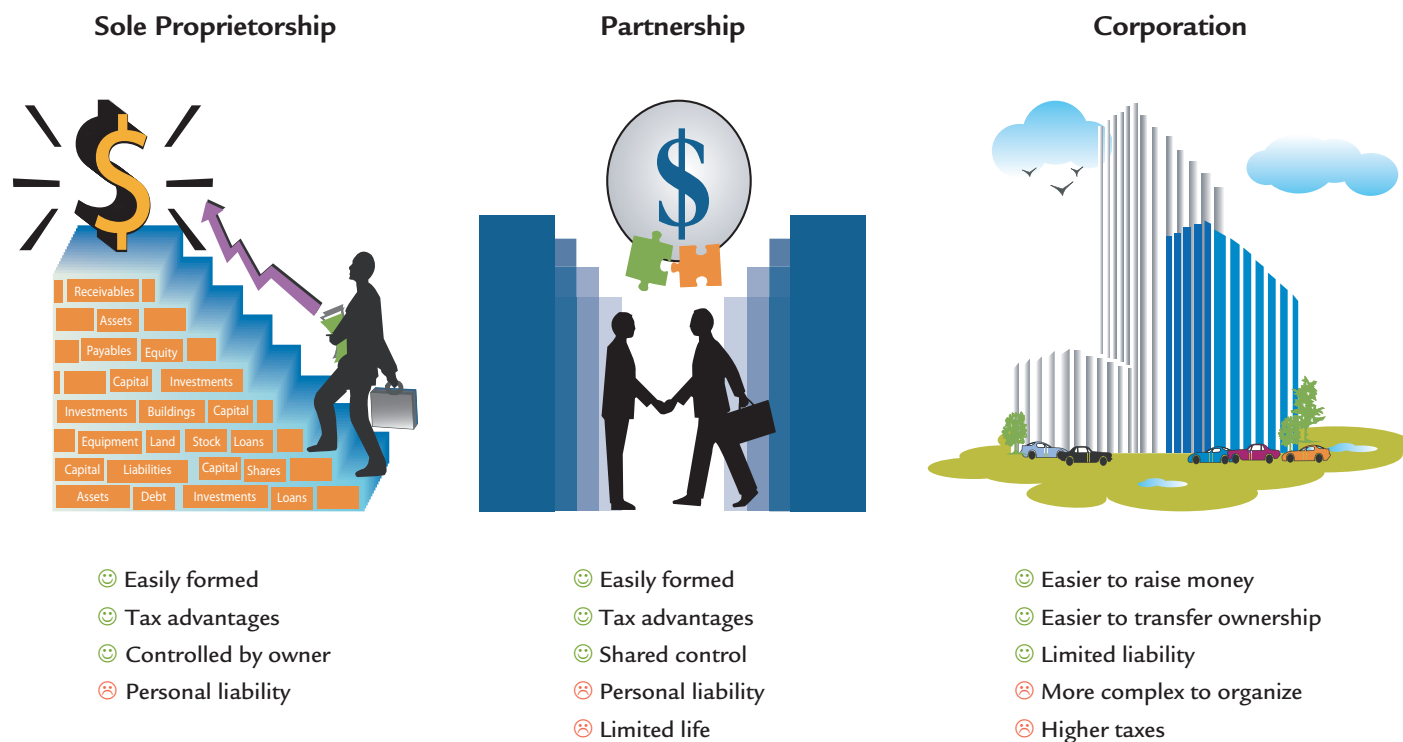 Sole Proprietorship
$
Receivables
Assets
Payables Equity
Capital Investments
Investments Buildings Capital
Equipment Land Stock Loans
Capital Liabilities Capital Shares
Assets Debt Investments Loans
Easily formed
Tax advantages
Controlled by owner
Personal liability
Partnership
$
Easily formed
Tax advantages
Shared control
Personal liability
Limited life
Corporation
Easier to raise money
Easier to transfer ownership
Limited liability
More complex to organize
Higher taxes